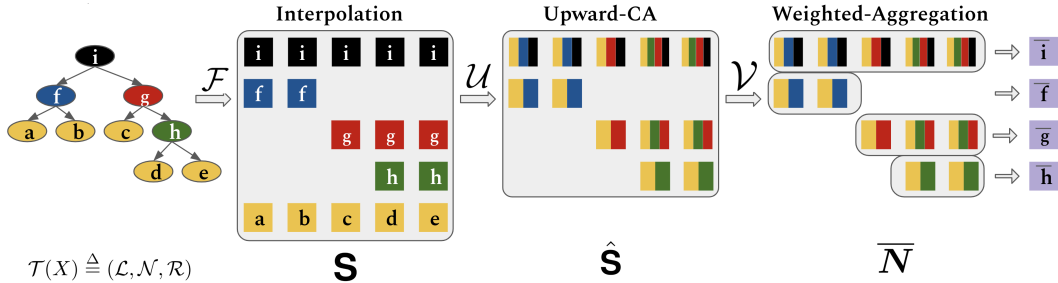 Interpolation Upward-CA Weighted-Aggregation
i i i i i i i̅
ℱ 𝒰 𝒱
f g f f f̅
a b c h g g g g̅
d e h h h̅
a b c d e
𝒯(X) ≜ (ℒ, 𝒩, ℛ) S Ŝ N̅